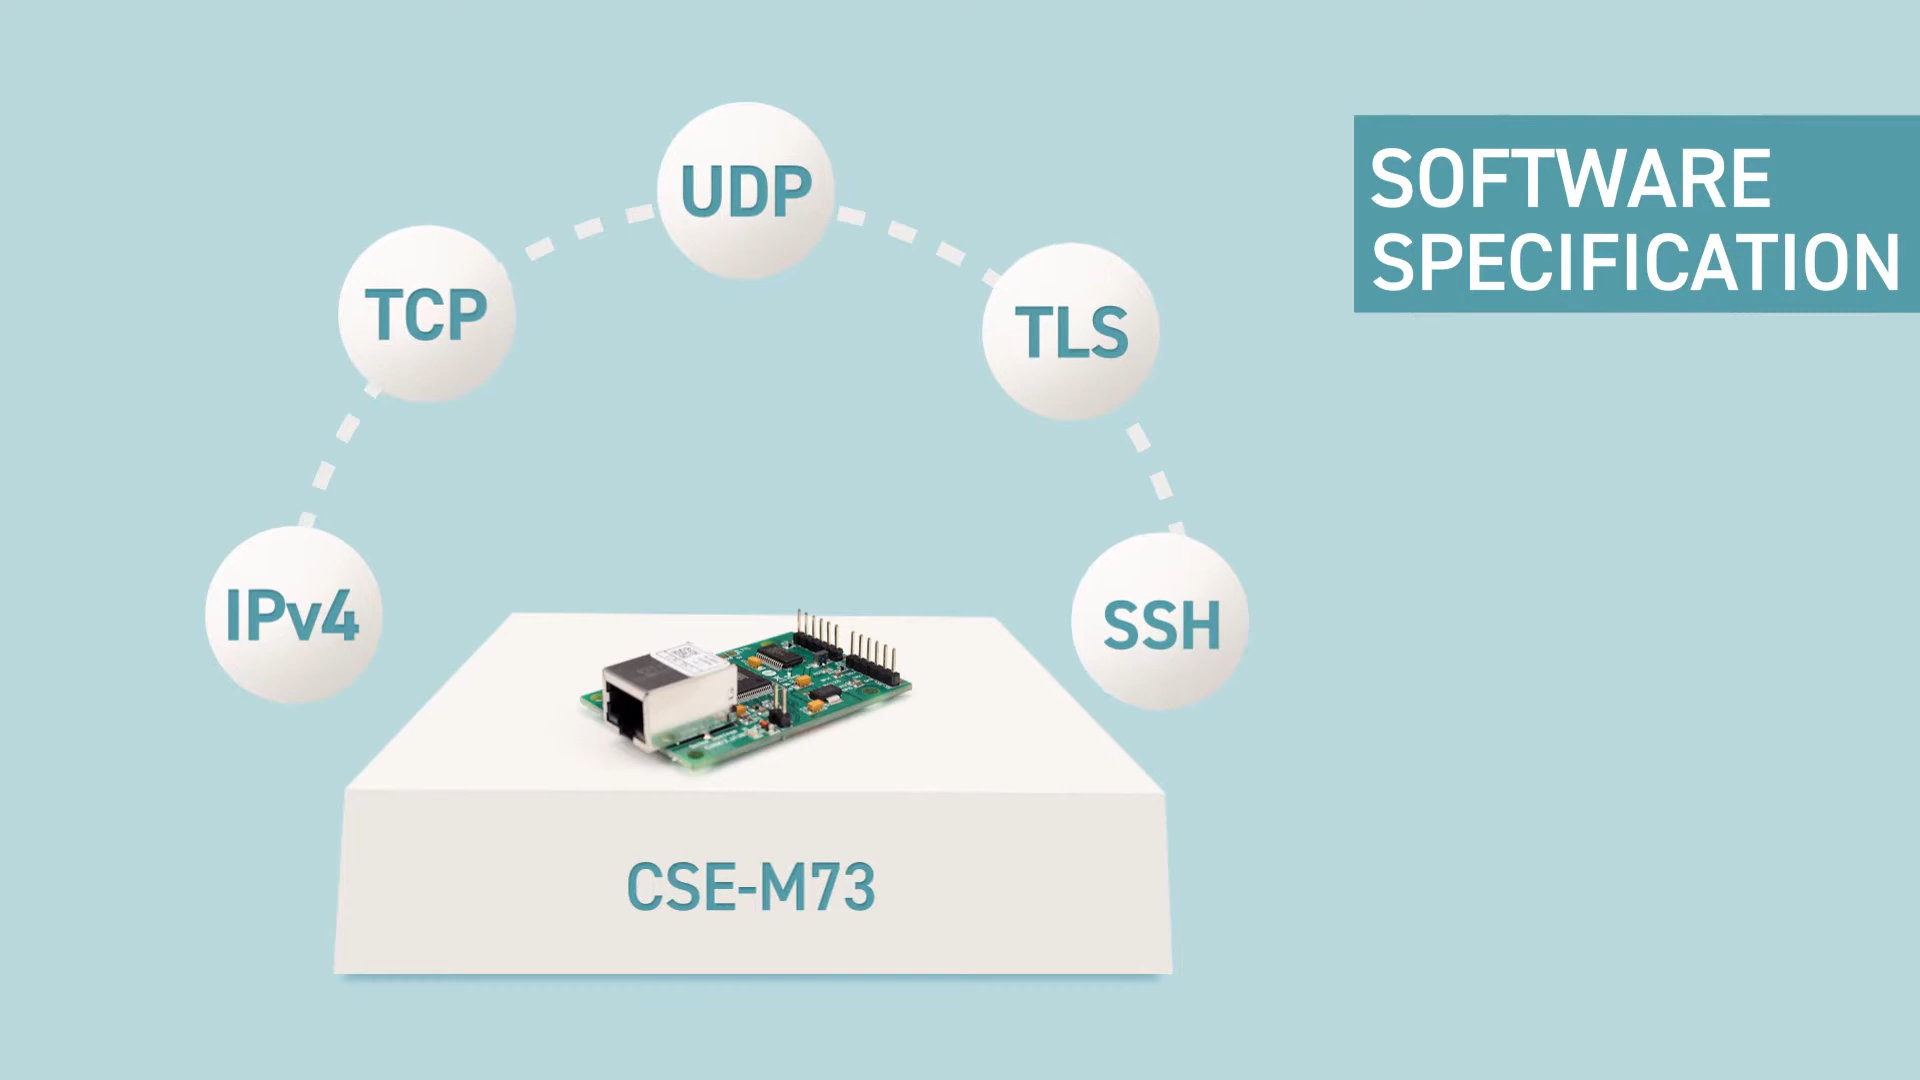 SOFTWARE
SPECIFICATION
UDP
TCP
TLS
IPv4
SSH
CSE-M73